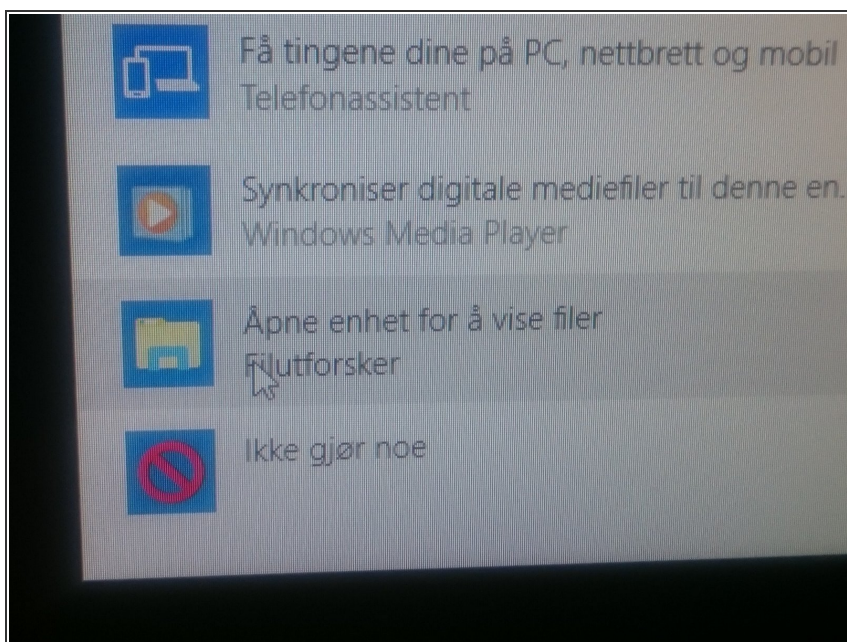 Få tingene dine på PC, nettbrett og mobil
Telefonassistent
Synkroniser digitale mediefiler til denne en.
Windows Media Player
Åpne enhet for å vise filer
Filutforsker
Ikke gjør noe